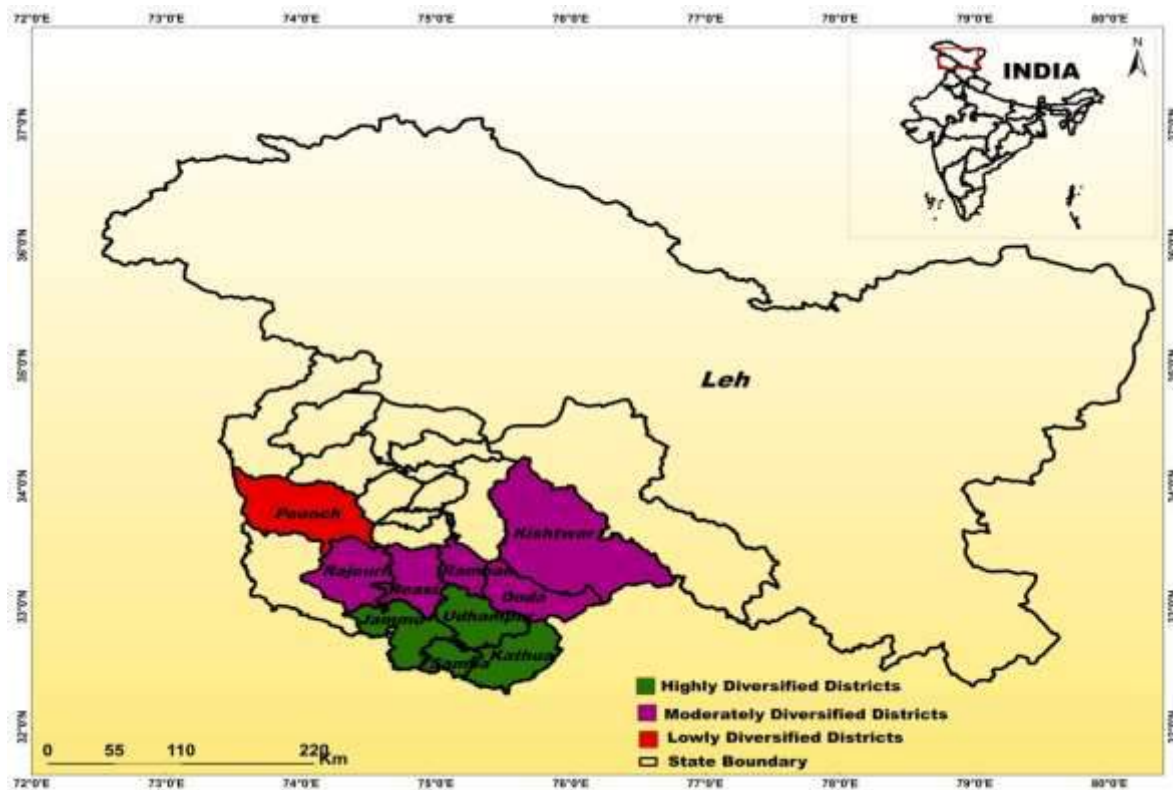 72°0'E 73°0'E 74°0'E 75°0'E 76°0'E 77°0'E 78°0'E 79°0'E 80°0'E
N
INDIA
37°0'N
36°0'N
35°0'N
34°0'N
33°0'N
32°0'N
Leh
Poonch
Kishtwar
Rajouri
Reasi
Ramban
Doda
Jammu
Udhampur
Samba
Kathua
Highly Diversified Districts
Moderately Diversified Districts
Lowly Diversified Districts
State Boundary
0 55 110 220
Km
72°0'E 73°0'E 74°0'E 75°0'E 76°0'E 77°0'E 78°0'E 79°0'E 80°0'E